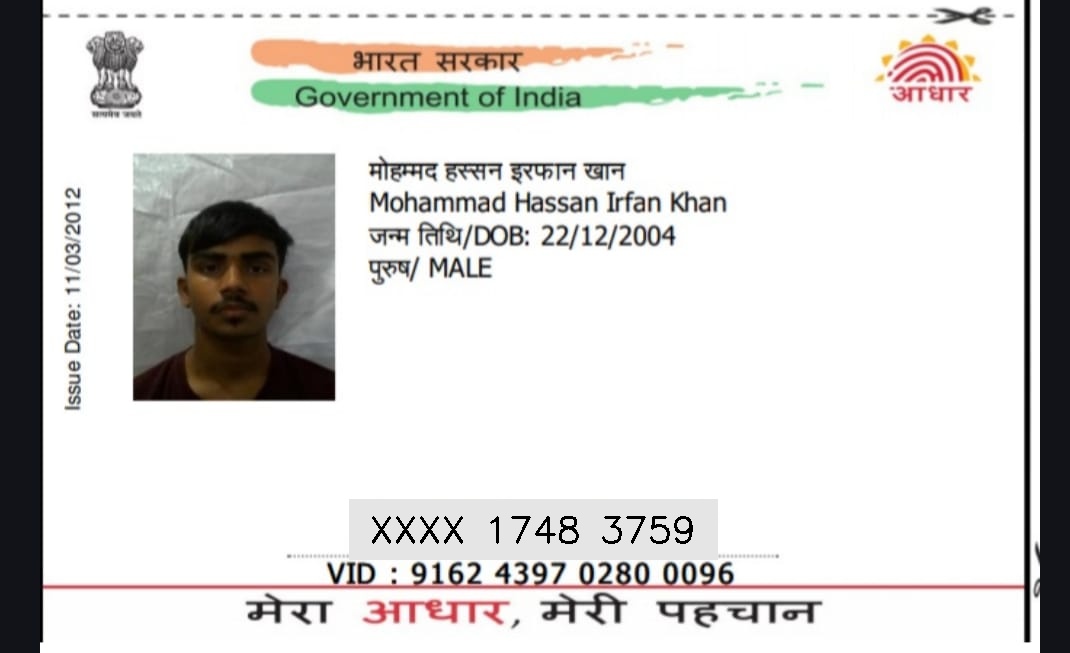 भारत सरकार
Government of India
सत्यमेव जयते
आधार
Issue Date: 11/03/2012
मोहम्मद हस्सन इरफान खान
Mohammad Hassan Irfan Khan
जन्म तिथि/DOB: 22/12/2004
पुरुष/ MALE
XXXX 1748 3759
VID : 9162 4397 0280 0096
मेरा आधार, मेरी पहचान